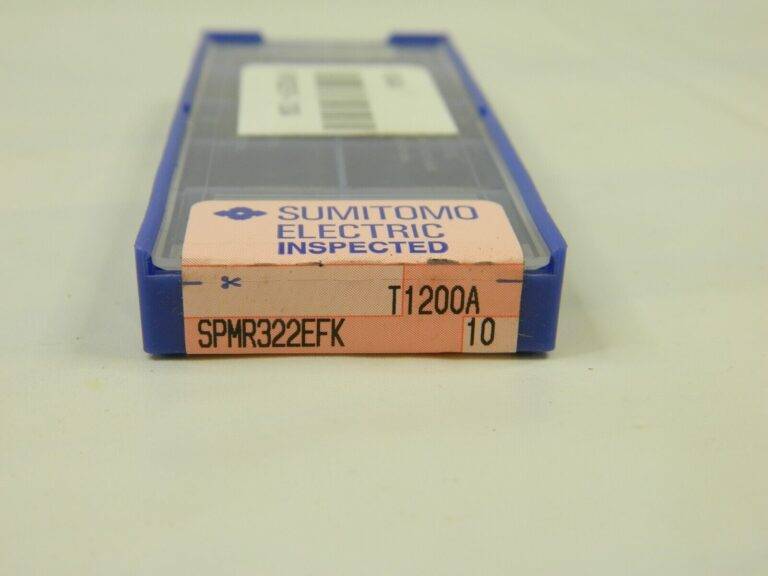 SUMITOMO
ELECTRIC
INSPECTED
T1200A
SPMR322EFK
10